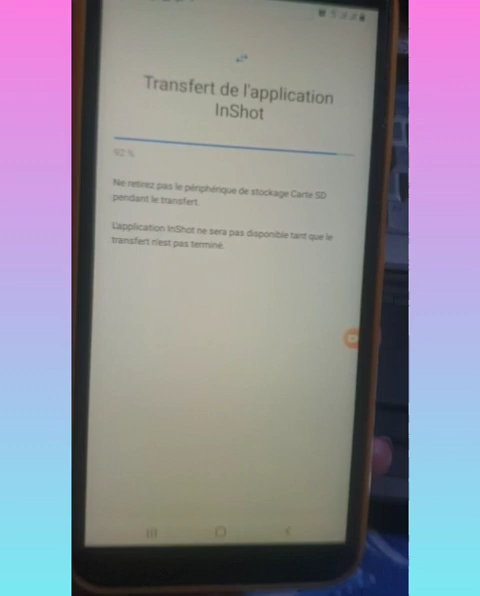 Transfert de l'application
InShot
92 %
Ne retirez pas le périphérique de stockage Carte SD
pendant le transfert.
L'application InShot ne sera pas disponible tant que le
transfert n'est pas terminé.